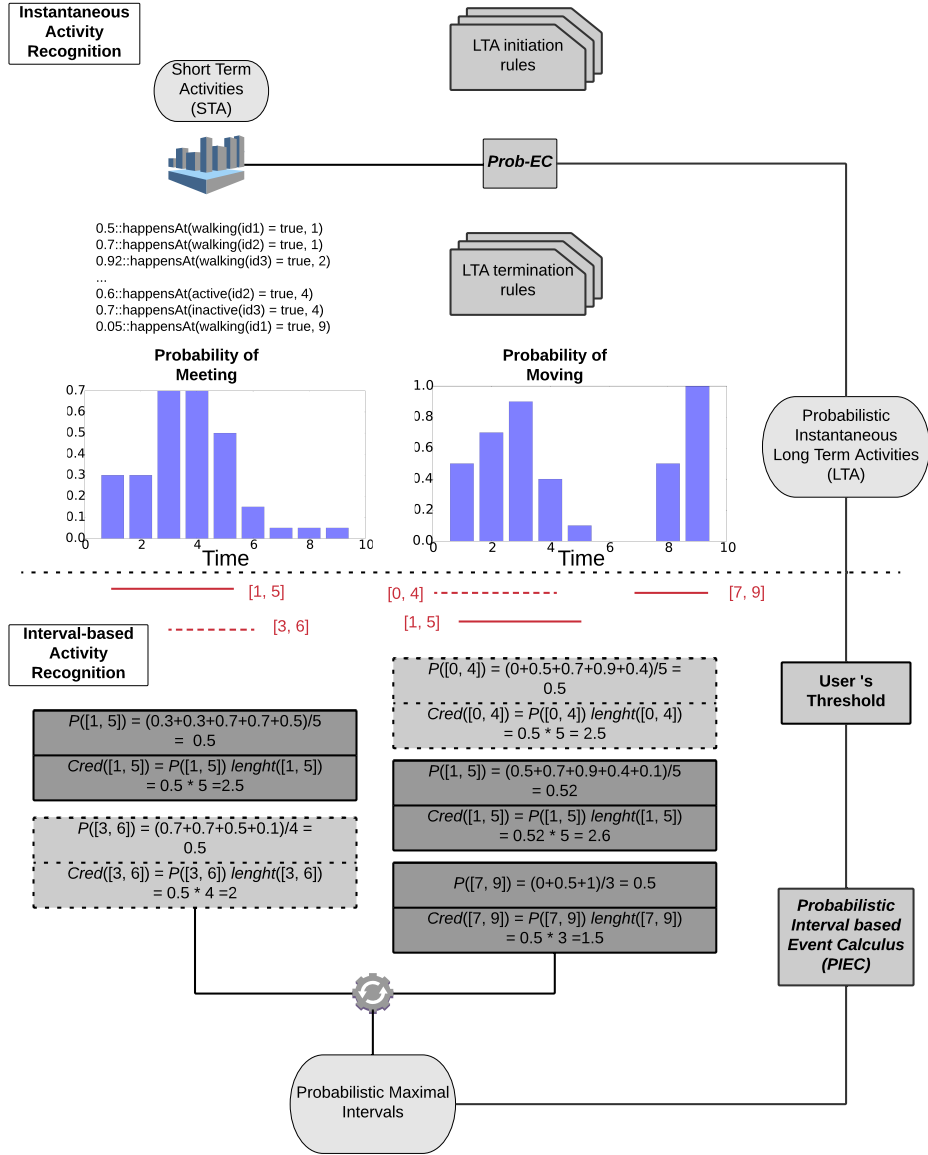 Instantaneous
Activity
Recognition
LTA initiation
rules
Short Term
Activities
(STA)
Prob-EC
0.5::happensAt(walking(id1) = true, 1)
0.7::happensAt(walking(id2) = true, 1)
0.92::happensAt(walking(id3) = true, 2)
...
0.6::happensAt(active(id2) = true, 4)
0.7::happensAt(inactive(id3) = true, 4)
0.05::happensAt(walking(id1) = true, 9)
LTA termination
rules
Probability of
Meeting
0.7
0.6
0.5
0.4
0.3
0.2
0.1
0.0
0 2 4 6 8 10
Time
Probability of
Moving
1.0
0.8
0.6
0.4
0.2
0.0
0 2 4 6 8 10
Time
Probabilistic
Instantaneous
Long Term Activities
(LTA)
[1, 5]
[3, 6]
[0, 4]
[7, 9]
[1, 5]
Interval-based
Activity
Recognition
User 's
Threshold
P([1, 5]) = (0.3+0.3+0.7+0.7+0.5)/5
= 0.5
Cred([1, 5]) = P([1, 5]) lenght([1, 5])
= 0.5 * 5 =2.5
P([3, 6]) = (0.7+0.7+0.5+0.1)/4 =
0.5
Cred([3, 6]) = P([3, 6]) lenght([3, 6])
= 0.5 * 4 =2
P([0, 4]) = (0+0.5+0.7+0.9+0.4)/5 =
0.5
Cred([0, 4]) = P([0, 4]) lenght([0, 4])
= 0.5 * 5 = 2.5
P([1, 5]) = (0.5+0.7+0.9+0.4+0.1)/5
= 0.52
Cred([1, 5]) = P([1, 5]) lenght([1, 5])
= 0.52 * 5 = 2.6
P([7, 9]) = (0+0.5+1)/3 = 0.5
Cred([7, 9]) = P([7, 9]) lenght([7, 9])
= 0.5 * 3 =1.5
Probabilistic
Interval based
Event Calculus
(PIEC)
Probabilistic Maximal
Intervals